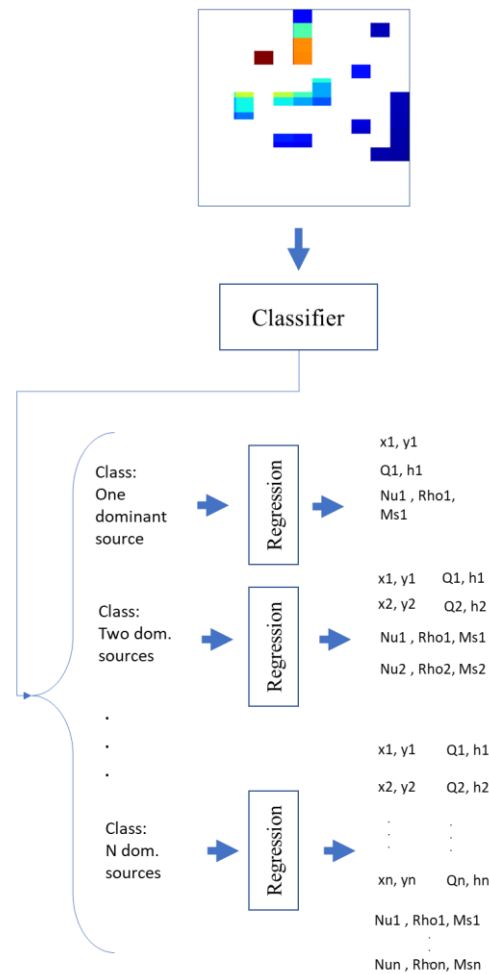 Classifier
Class:
One
dominant
source
Regression
x1, y1
Q1, h1
Nu1 , Rho1,
Ms1
Class:
Two dom.
sources
Regression
x1, y1 Q1, h1
x2, y2 Q2, h2
Nu1 , Rho1, Ms1
Nu2 , Rho2, Ms2
.
.
.
Class:
N dom.
sources
Regression
x1, y1 Q1, h1
x2, y2 Q2, h2
. .
. .
. .
xn, yn Qn, hn
Nu1 , Rho1, Ms1
.
.
Nun , Rhon, Msn